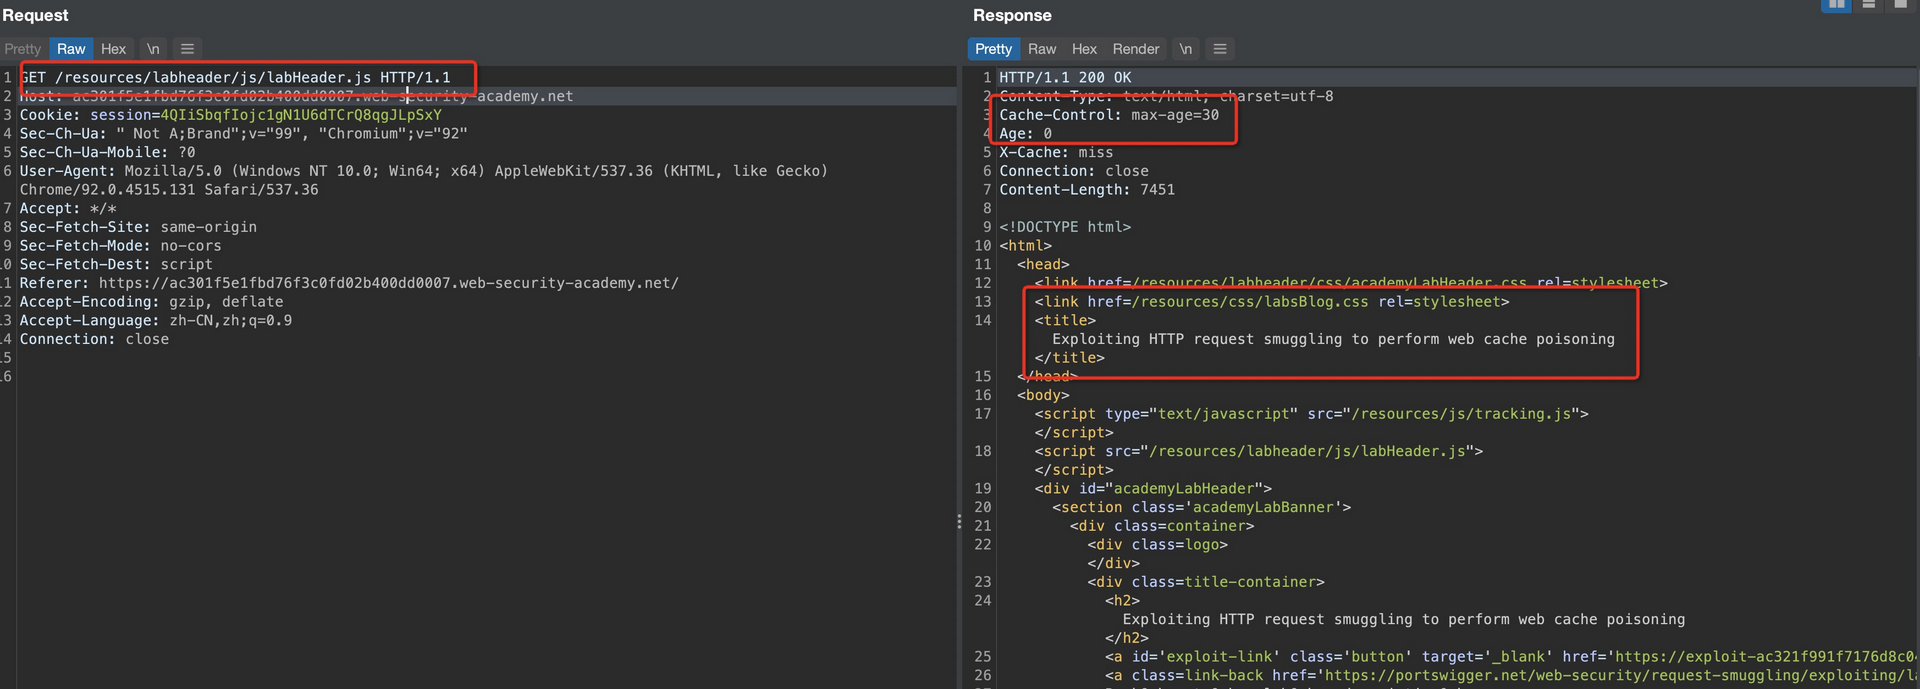 Request
Pretty Raw Hex \n
1 GET /resources/labheader/js/labHeader.js HTTP/1.1
2 Host: ac301f5e1fbd76f3c0fd02b400dd0007.web-security-academy.net
3 Cookie: session=4QIiSbqfIojc1gN1U6dTCrQ8qgJLpSxY
4 Sec-Ch-Ua: " Not A;Brand";v="99", "Chromium";v="92"
5 Sec-Ch-Ua-Mobile: ?0
6 User-Agent: Mozilla/5.0 (Windows NT 10.0; Win64; x64) AppleWebKit/537.36 (KHTML, like Gecko)
Chrome/92.0.4515.131 Safari/537.36
7 Accept: */*
8 Sec-Fetch-Site: same-origin
9 Sec-Fetch-Mode: no-cors
10 Sec-Fetch-Dest: script
11 Referer: https://ac301f5e1fbd76f3c0fd02b400dd0007.web-security-academy.net/
12 Accept-Encoding: gzip, deflate
13 Accept-Language: zh-CN,zh;q=0.9
14 Connection: close
15
16
Response
Pretty Raw Hex Render \n
1 HTTP/1.1 200 OK
2 Content-Type: text/html; charset=utf-8
3 Cache-Control: max-age=30
4 Age: 0
5 X-Cache: miss
6 Connection: close
7 Content-Length: 7451
8
9 <!DOCTYPE html>
10 <html>
11 <head>
12 <link href=/resources/labheader/css/academyLabHeader.css rel=stylesheet>
13 <link href=/resources/css/labsBlog.css rel=stylesheet>
14 <title>
Exploiting HTTP request smuggling to perform web cache poisoning
</title>
15 </head>
16 <body>
17 <script type="text/javascript" src="/resources/js/tracking.js">
</script>
18 <script src="/resources/labheader/js/labHeader.js">
</script>
19 <div id="academyLabHeader">
20 <section class='academyLabBanner'>
21 <div class=container>
22 <div class=logo>
</div>
23 <div class=title-container>
24 <h2>
Exploiting HTTP request smuggling to perform web cache poisoning
</h2>
25 <a id='exploit-link' class='button' target='_blank' href='https://exploit-ac321f991f7176d8c0
26 <a class=link-back href='https://portswigger.net/web-security/request-smuggling/exploiting/